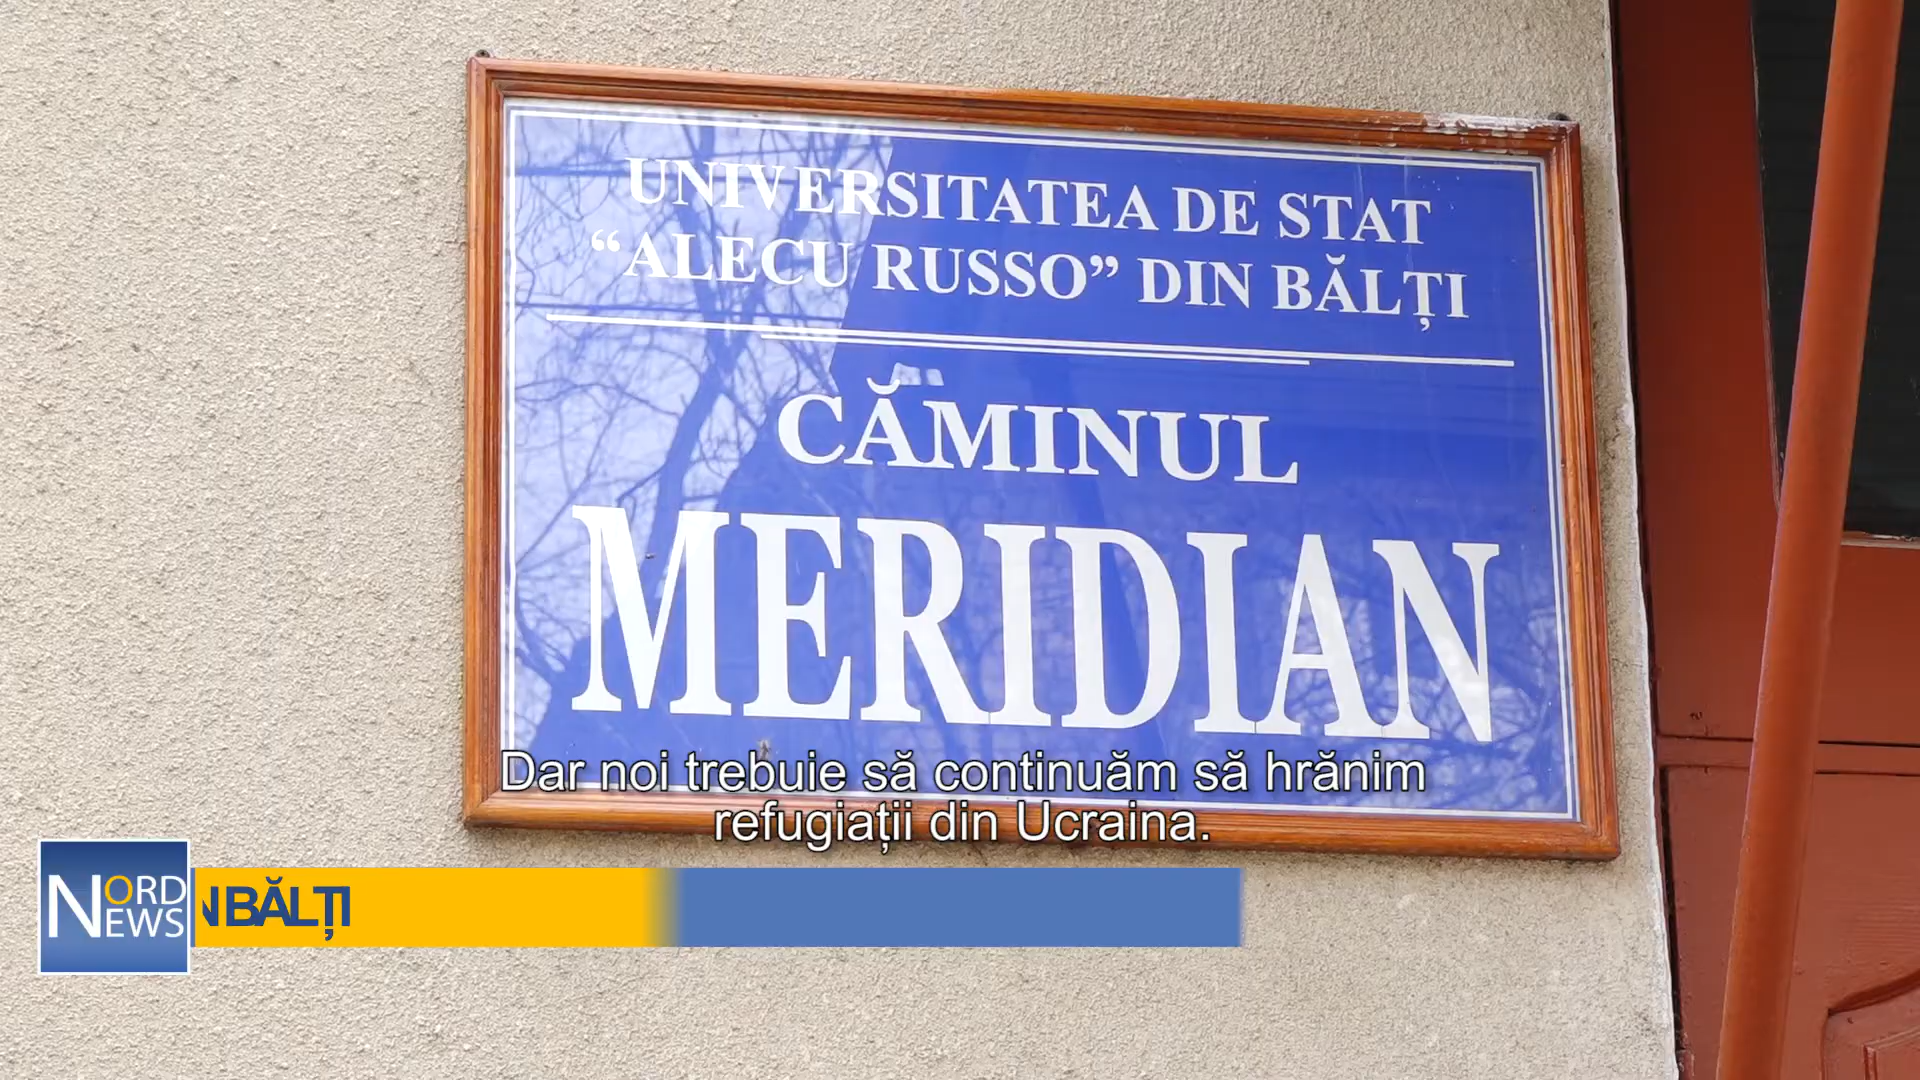 UNIVERSITATEA DE STAT
“ALECU RUSSO” DIN BĂLȚI
CĂMINUL
MERIDIAN
Dar noi trebuie să continuăm să hrănim
refugiații din Ucraina.
NORD
NEWS
N BĂLȚI